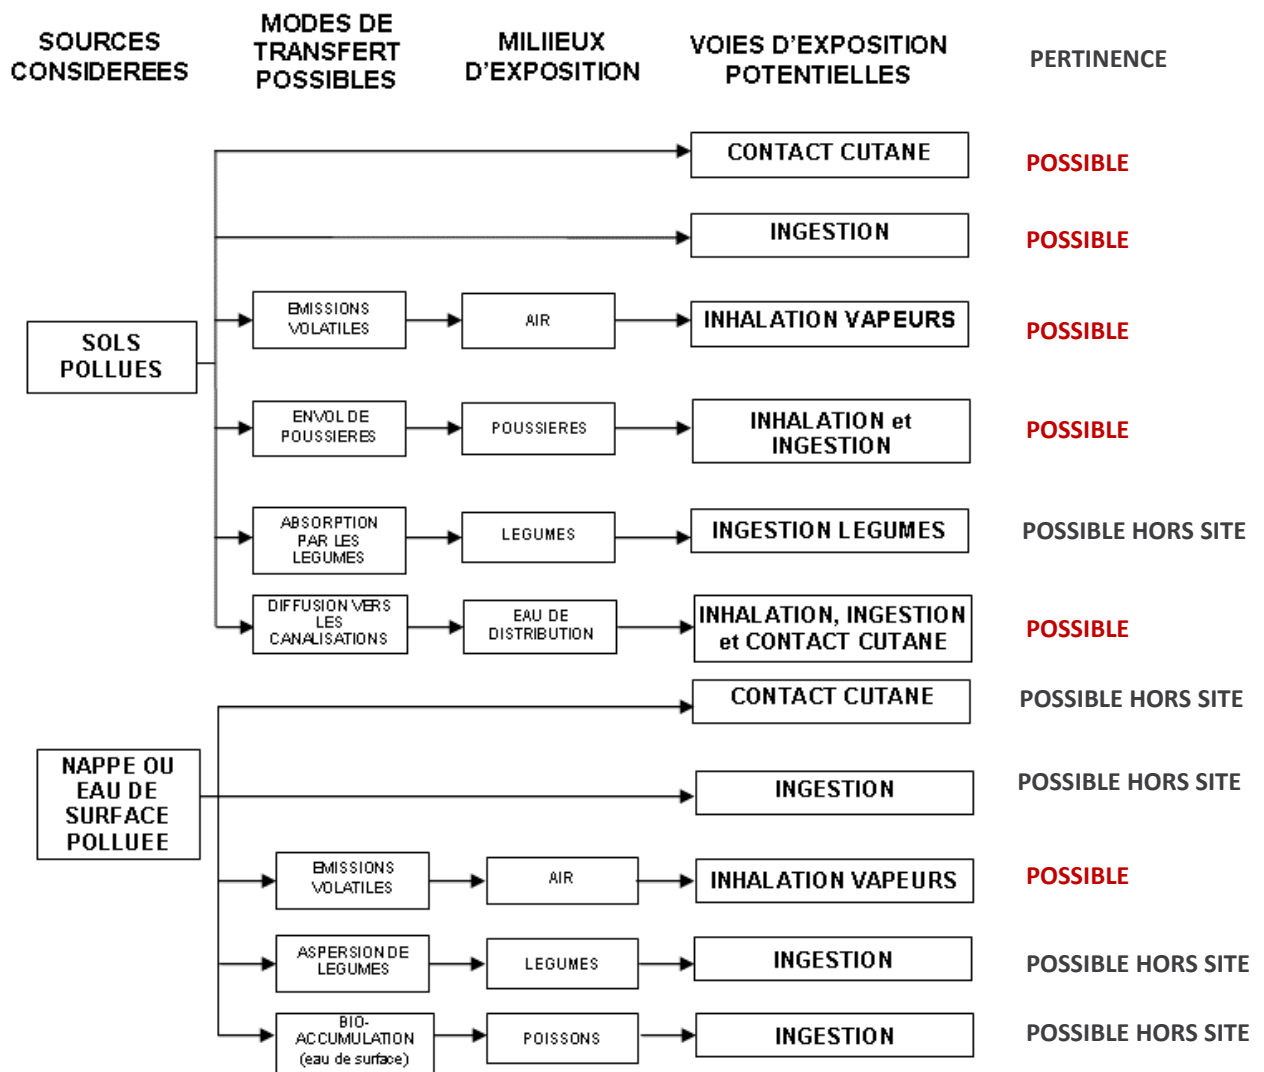 SOURCES
CONSIDEREES
MODES DE
TRANSFERT
POSSIBLES
MILIIEUX
D'EXPOSITION
VOIES D'EXPOSITION
POTENTIELLES
PERTINENCE
CONTACT CUTANE
POSSIBLE
INGESTION
POSSIBLE
SOLS
POLLUES
EMISSIONS
VOLATILES
AIR
INHALATION VAPEURS
POSSIBLE
ENVOL DE
POUSSIERES
POUSSIERES
INHALATION et
INGESTION
POSSIBLE
ABSORPTION
PAR LES
LEGUMES
LEGUMES
INGESTION LEGUMES
POSSIBLE HORS SITE
DIFFUSION VERS
LES
CANALISATIONS
EAU DE
DISTRIBUTION
INHALATION, INGESTION
et CONTACT CUTANE
POSSIBLE
NAPPE OU
EAU DE
SURFACE
POLLUEE
CONTACT CUTANE
POSSIBLE HORS SITE
INGESTION
POSSIBLE HORS SITE
EMISSIONS
VOLATILES
AIR
INHALATION VAPEURS
POSSIBLE
ASPERSION DE
LEGUMES
LEGUMES
INGESTION
POSSIBLE HORS SITE
BIO-
ACCUMULATION
(eau de surface)
POISSONS
INGESTION
POSSIBLE HORS SITE